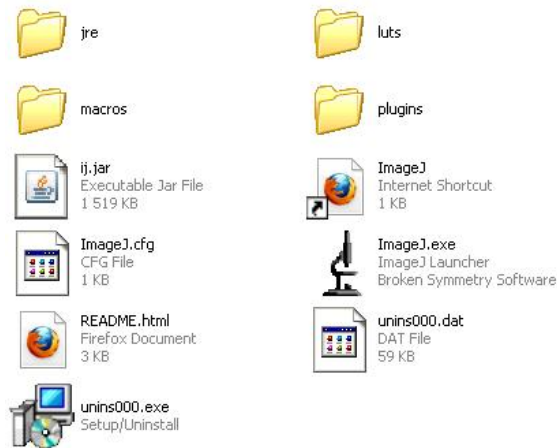 jre
luts
macros
plugins
ij.jar
Executable Jar File
1 519 KB
ImageJ
Internet Shortcut
1 KB
ImageJ.cfg
CFG File
1 KB
ImageJ.exe
ImageJ Launcher
Broken Symmetry Software
README.html
Firefox Document
3 KB
unins000.dat
DAT File
59 KB
unins000.exe
Setup/Uninstall